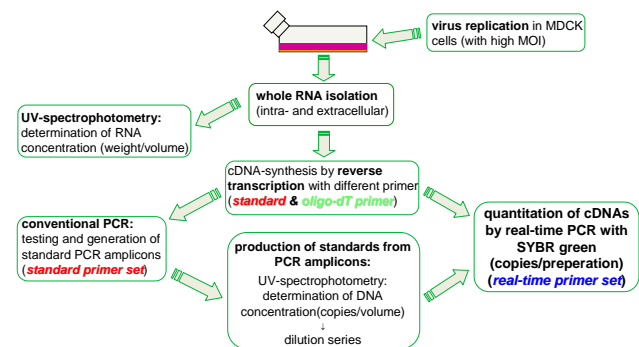 virus replication in MDCK
cells (with high MOI)
whole RNA isolation
(intra- and extracellular)
UV-spectrophotometry:
determination of RNA
concentration (weight/volume)
cDNA-synthesis by reverse
transcription with different primer
(standard & oligo-dT primer)
conventional PCR:
testing and generation of
standard PCR amplicons
(standard primer set)
production of standards from
PCR amplicons:
UV-spectrophotometry:
determination of DNA
concentration(copies/volume)
↓
dilution series
quantitation of cDNAs
by real-time PCR with
SYBR green
(copies/preperation)
(real-time primer set)